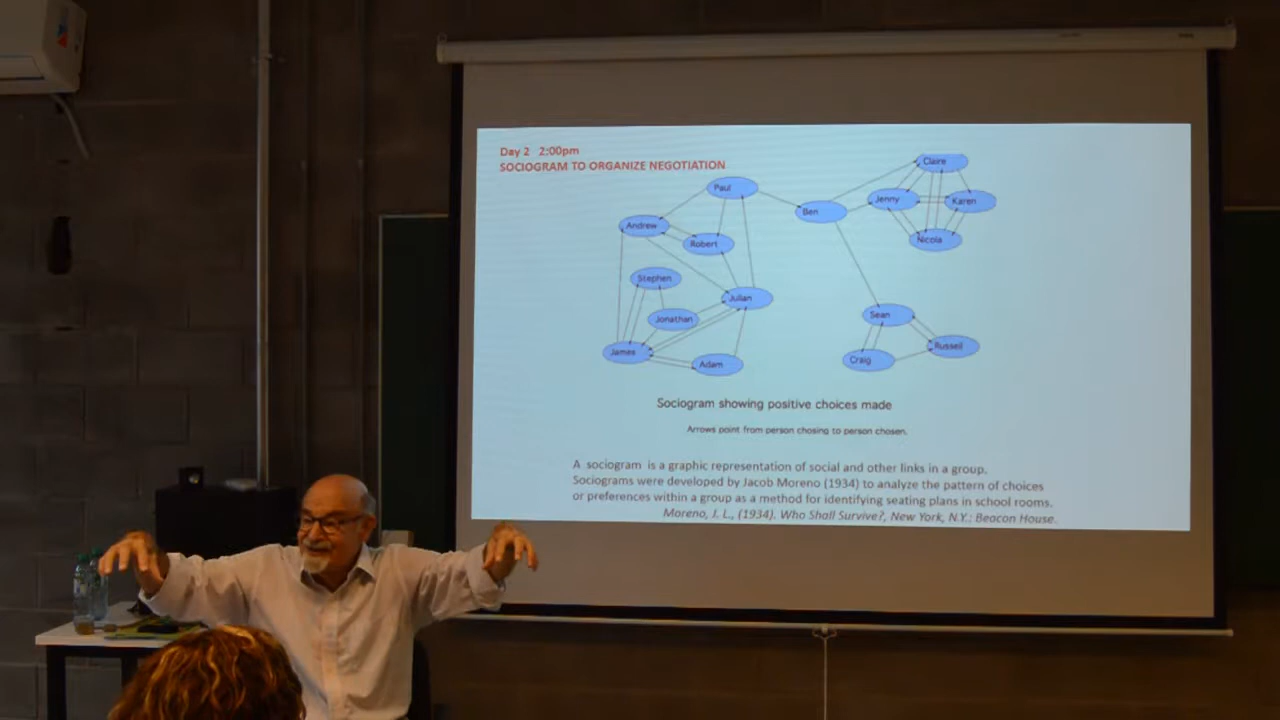 Day 2 2:00pm
SOCIOGRAM TO ORGANIZE NEGOTIATION
Claire
Paul
Jenny
Karen
Ben
Andrew
Robert
Nicola
Stephen
Julian
Jonathan
Sean
James
Adam
Craig
Russell
Sociogram showing positive choices made
Arrows point from person chosing to person chosen.
A sociogram is a graphic representation of social and other links in a group.
Sociograms were developed by Jacob Moreno (1934) to analyze the pattern of choices
or preferences within a group as a method for identifying seating plans in school rooms.
Moreno, J. L., (1934). Who Shall Survive?, New York, N.Y.: Beacon House.